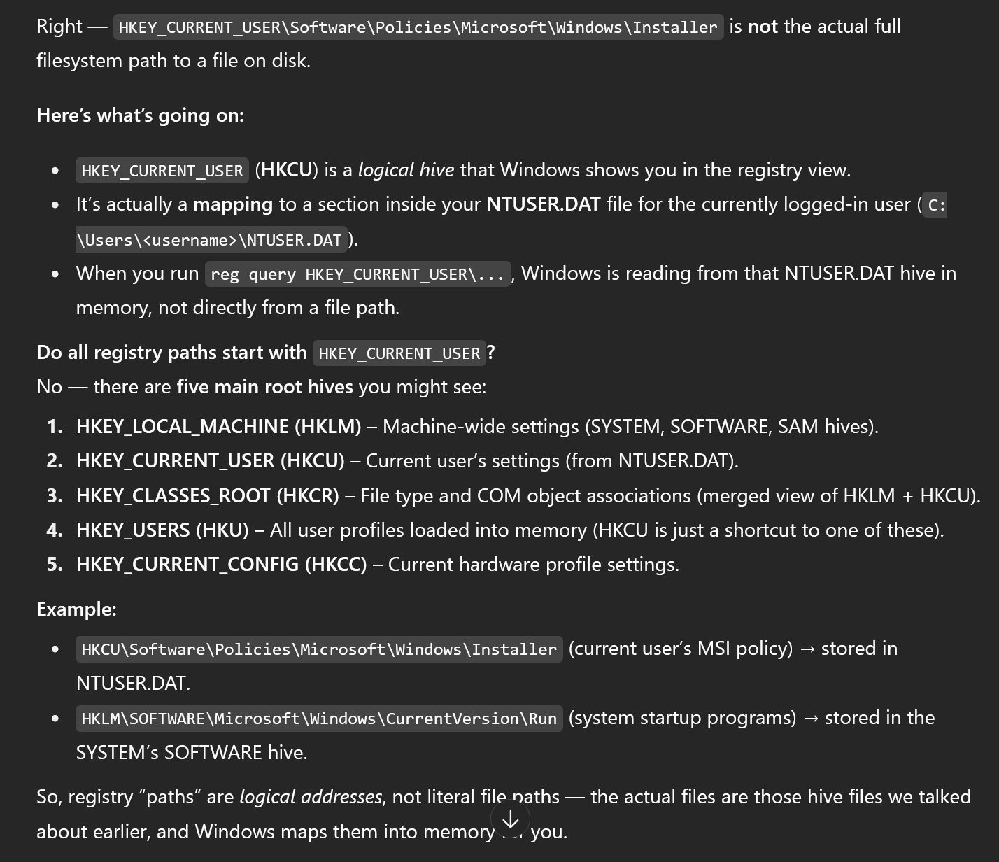 Right — HKEY_CURRENT_USER\Software\Policies\Microsoft\Windows\Installer is not the actual full
filesystem path to a file on disk.
Here’s what’s going on:
• HKEY_CURRENT_USER (HKCU) is a logical hive that Windows shows you in the registry view.
• It’s actually a mapping to a section inside your NTUSER.DAT file for the currently logged-in user (C:
\Users\<username>\NTUSER.DAT).
• When you run reg query HKEY_CURRENT_USER\..., Windows is reading from that NTUSER.DAT hive in
memory, not directly from a file path.
Do all registry paths start with HKEY_CURRENT_USER?
No — there are five main root hives you might see:
1. HKEY_LOCAL_MACHINE (HKLM) – Machine-wide settings (SYSTEM, SOFTWARE, SAM hives).
2. HKEY_CURRENT_USER (HKCU) – Current user’s settings (from NTUSER.DAT).
3. HKEY_CLASSES_ROOT (HKCR) – File type and COM object associations (merged view of HKLM + HKCU).
4. HKEY_USERS (HKU) – All user profiles loaded into memory (HKCU is just a shortcut to one of these).
5. HKEY_CURRENT_CONFIG (HKCC) – Current hardware profile settings.
Example:
• HKCU\Software\Policies\Microsoft\Windows\Installer (current user’s MSI policy) → stored in
NTUSER.DAT.
• HKLM\SOFTWARE\Microsoft\Windows\CurrentVersion\Run (system startup programs) → stored in the
SYSTEM’s SOFTWARE hive.
So, registry “paths” are logical addresses, not literal file paths — the actual files are those hive files we talked
about earlier, and Windows maps them into memory you.